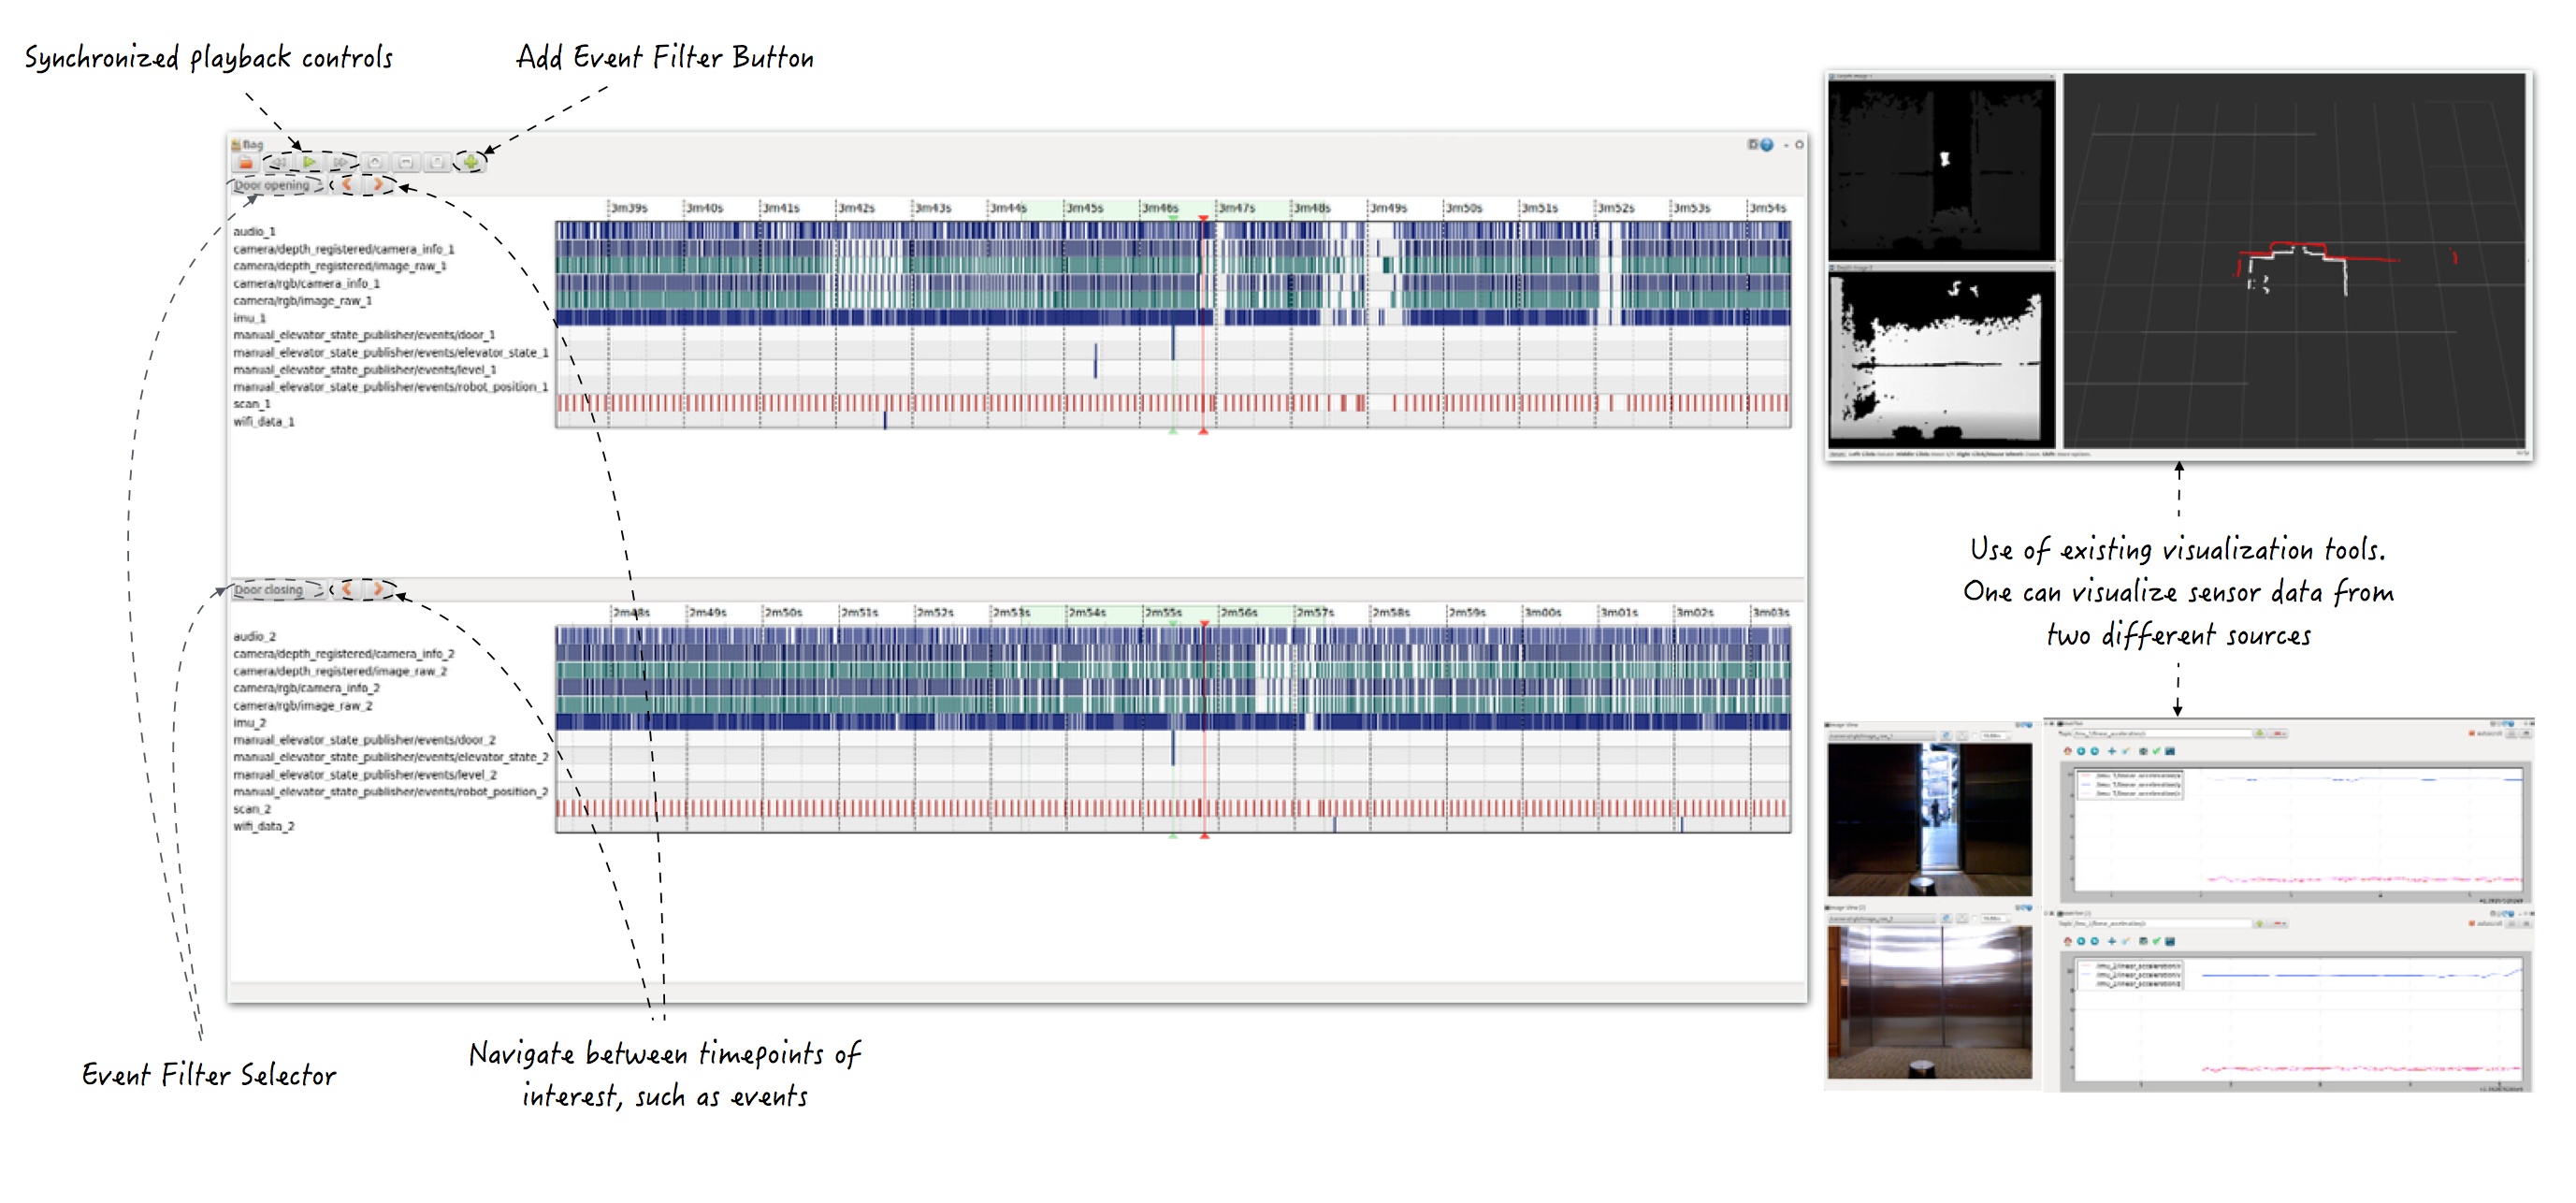 Synchronized playback controls
Add Event Filter Button
Bag
Door opening
3m39s 3m40s 3m41s 3m42s 3m43s 3m44s 3m45s 3m46s 3m47s 3m48s 3m49s 3m50s 3m51s 3m52s 3m53s 3m54s
audio_1
camera/depth_registered/camera_info_1
camera/depth_registered/image_raw_1
camera/rgb/camera_info_1
camera/rgb/image_raw_1
imu_1
manual_elevator_state_publisher/events/door_1
manual_elevator_state_publisher/events/elevator_state_1
manual_elevator_state_publisher/events/level_1
manual_elevator_state_publisher/events/robot_position_1
scan_1
wifi_data_1
Door closing
2m48s 2m49s 2m50s 2m51s 2m52s 2m53s 2m54s 2m55s 2m56s 2m57s 2m58s 2m59s 3m00s 3m01s 3m02s 3m03s
audio_2
camera/depth_registered/camera_info_2
camera/depth_registered/image_raw_2
camera/rgb/camera_info_2
camera/rgb/image_raw_2
imu_2
manual_elevator_state_publisher/events/door_2
manual_elevator_state_publisher/events/elevator_state_2
manual_elevator_state_publisher/events/level_2
manual_elevator_state_publisher/events/robot_position_2
scan_2
wifi_data_2
Event Filter Selector
Navigate between timepoints of
interest, such as events
Use of existing visualization tools.
One can visualize sensor data from
two different sources